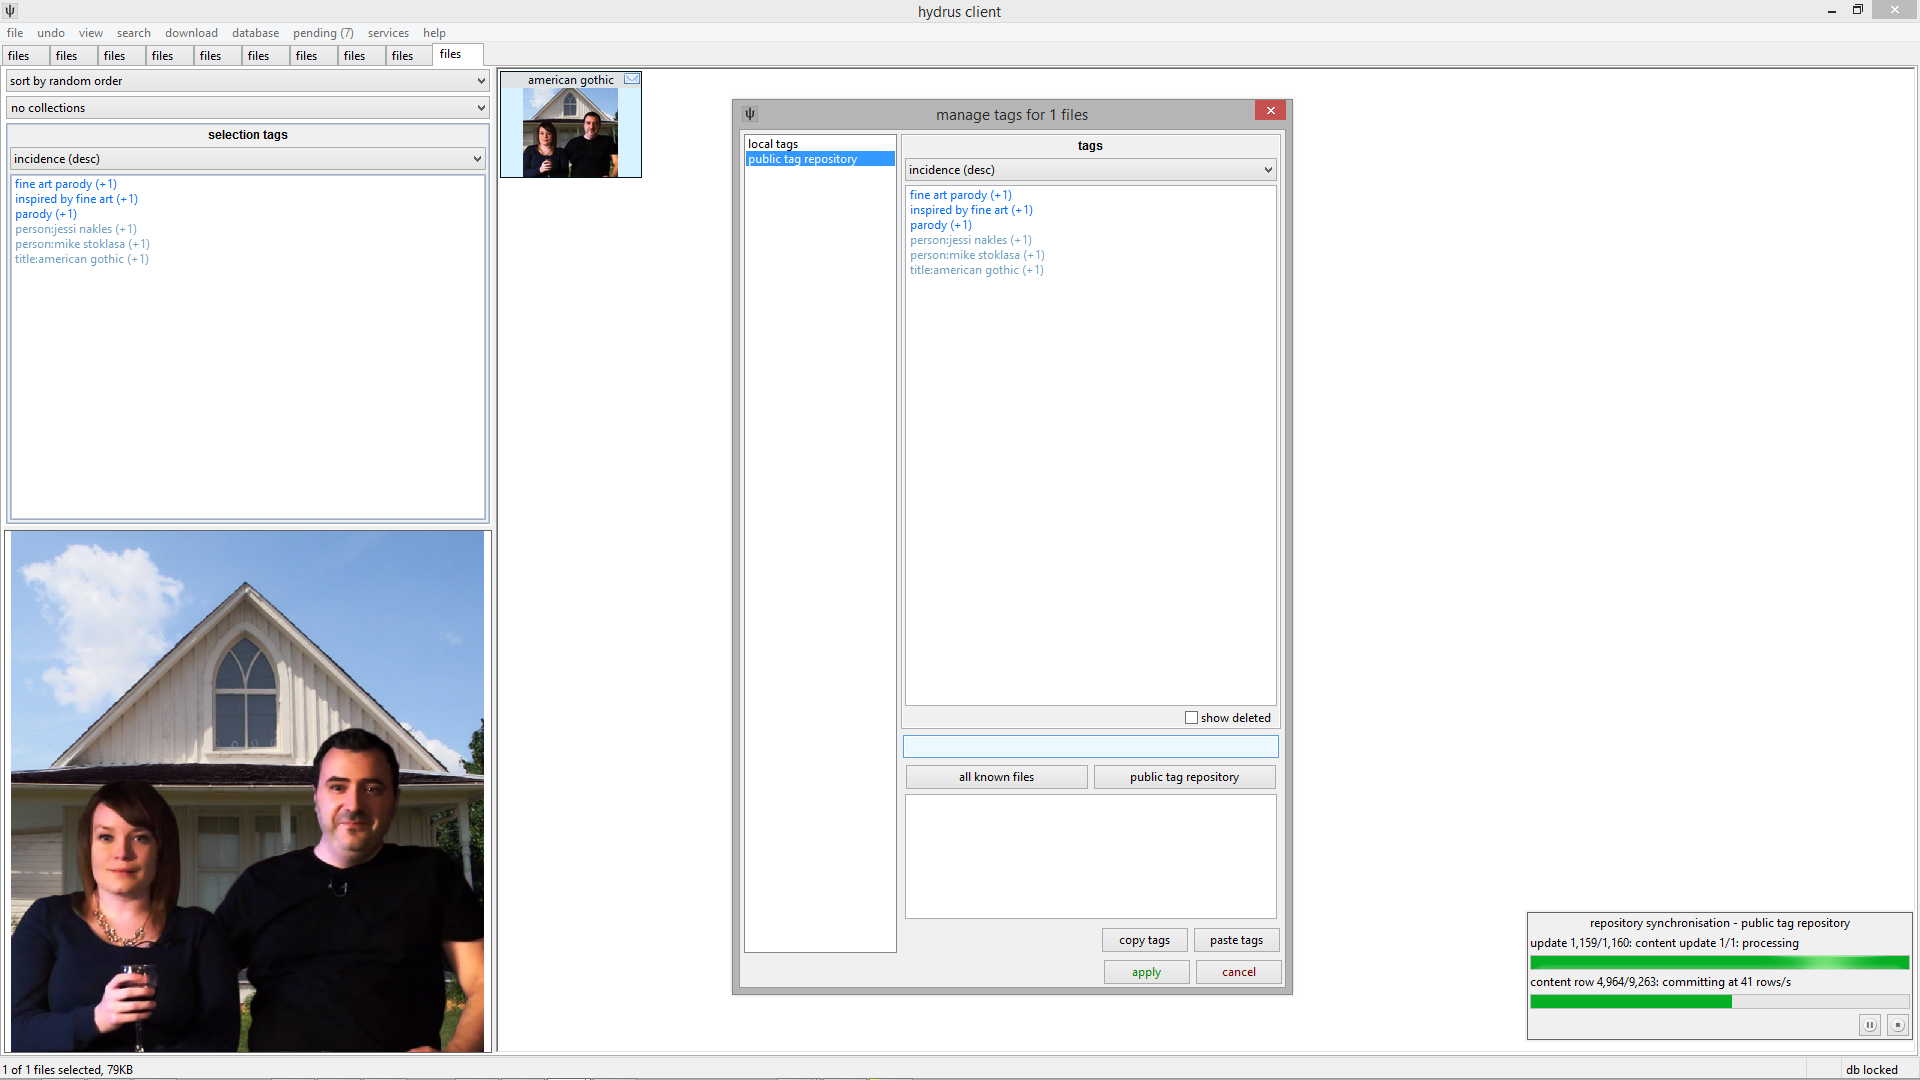 hydrus client
file undo view search download database pending (7) services help
files files files files files files files files files files
sort by random order
no collections
selection tags
incidence (desc)
fine art parody (+1)
inspired by fine art (+1)
parody (+1)
person:jessi nakles (+1)
person:mike stoklasa (+1)
title:american gothic (+1)
american gothic
manage tags for 1 files
local tags
public tag repository
tags
incidence (desc)
fine art parody (+1)
inspired by fine art (+1)
parody (+1)
person:jessi nakles (+1)
person:mike stoklasa (+1)
title:american gothic (+1)
show deleted
all known files public tag repository
copy tags paste tags
apply cancel
repository synchronisation - public tag repository
update 1,159/1,160: content update 1/1: processing
content row 4,964/9,263: committing at 41 rows/s
1 of 1 files selected, 79KB
db locked